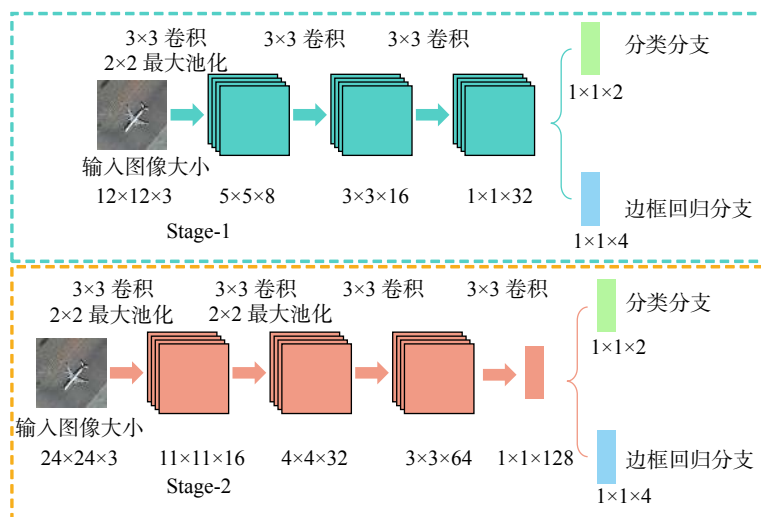 3×3 卷积
3×3 卷积
3×3 卷积
2×2 最大池化
分类分支
1×1×2
输入图像大小
12×12×3
5×5×8
3×3×16
1×1×32
边框回归分支
1×1×4
Stage-1
3×3 卷积
3×3 卷积
3×3 卷积
3×3 卷积
2×2 最大池化
2×2 最大池化
分类分支
1×1×2
输入图像大小
24×24×3
11×11×16
4×4×32
3×3×64
1×1×128
边框回归分支
1×1×4
Stage-2